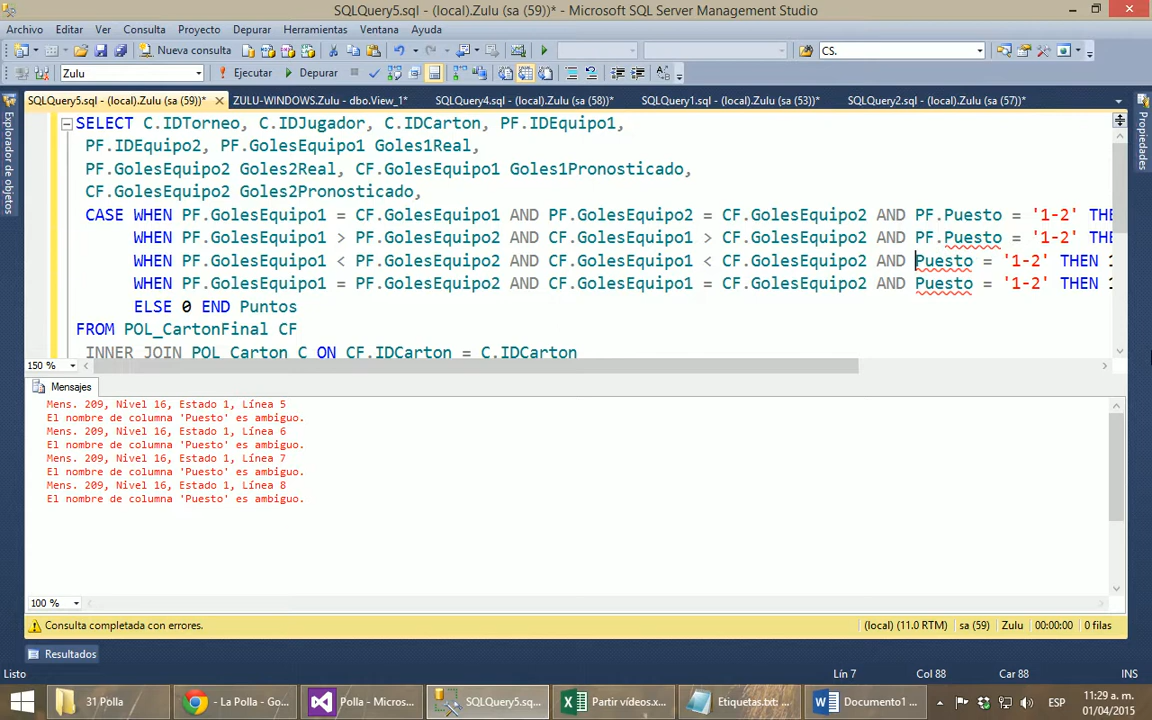 SQLQuery5.sql - (local).Zulu (sa (59))* - Microsoft SQL Server Management Studio
Archivo Editar Ver Consulta Proyecto Depurar Herramientas Ventana Ayuda
Nueva consulta CS.
Zulu Ejecutar Depurar
SQLQuery5.sql - (local).Zulu (sa (59))* ZULU-WINDOWS.Zulu - dbo.View_1* SQLQuery4.sql - (local).Zulu (sa (58))* SQLQuery1.sql - (local).Zulu (sa (53))* SQLQuery2.sql - (local).Zulu (sa (57))*
Explorador de objetos
Propiedades
SELECT C.IDTorneo, C.IDJugador, C.IDCarton, PF.IDEquipo1,
PF.IDEquipo2, PF.GolesEquipo1 Goles1Real,
PF.GolesEquipo2 Goles2Real, CF.GolesEquipo1 Goles1Pronosticado,
CF.GolesEquipo2 Goles2Pronosticado,
CASE WHEN PF.GolesEquipo1 = CF.GolesEquipo1 AND PF.GolesEquipo2 = CF.GolesEquipo2 AND PF.Puesto = '1-2' THE
WHEN PF.GolesEquipo1 > PF.GolesEquipo2 AND CF.GolesEquipo1 > CF.GolesEquipo2 AND PF.Puesto = '1-2' THE
WHEN PF.GolesEquipo1 < PF.GolesEquipo2 AND CF.GolesEquipo1 < CF.GolesEquipo2 AND Puesto = '1-2' THEN 1
WHEN PF.GolesEquipo1 = PF.GolesEquipo2 AND CF.GolesEquipo1 = CF.GolesEquipo2 AND Puesto = '1-2' THEN 1
ELSE 0 END Puntos
FROM POL_CartonFinal CF
INNER JOIN POL_Carton C ON CF.IDCarton = C.IDCarton
150 %
Mensajes
Mens. 209, Nivel 16, Estado 1, Línea 5
El nombre de columna 'Puesto' es ambiguo.
Mens. 209, Nivel 16, Estado 1, Línea 6
El nombre de columna 'Puesto' es ambiguo.
Mens. 209, Nivel 16, Estado 1, Línea 7
El nombre de columna 'Puesto' es ambiguo.
Mens. 209, Nivel 16, Estado 1, Línea 8
El nombre de columna 'Puesto' es ambiguo.
100 %
Consulta completada con errores. (local) (11.0 RTM) sa (59) Zulu 00:00:00 0 filas
Resultados
Listo Lín 7 Col 88 Car 88 INS
31 Polla - La Polla - Go... Polla - Micros... SQLQuery5.sq... Partir vídeos.x... Etiquetas.txt: ... Documento1 ... ESP 11:29 a. m.
01/04/2015